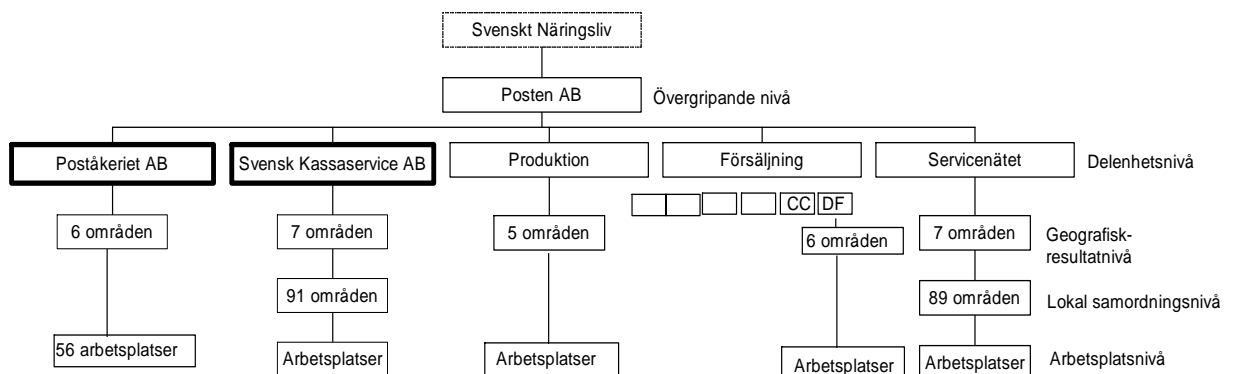 Svenskt Näringsliv
Posten AB
Övergripande nivå
Poståkeriet AB
Svensk Kassaservice AB
Produktion
Försäljning
Servicenätet
Delenhetsnivå
CC
DF
6 områden
7 områden
5 områden
6 områden
7 områden
Geografisk-
resultatnivå
91 områden
89 områden
Lokal samordningsnivå
56 arbetsplatser
Arbetsplatser
Arbetsplatser
Arbetsplatser
Arbetsplatser
Arbetsplatsnivå